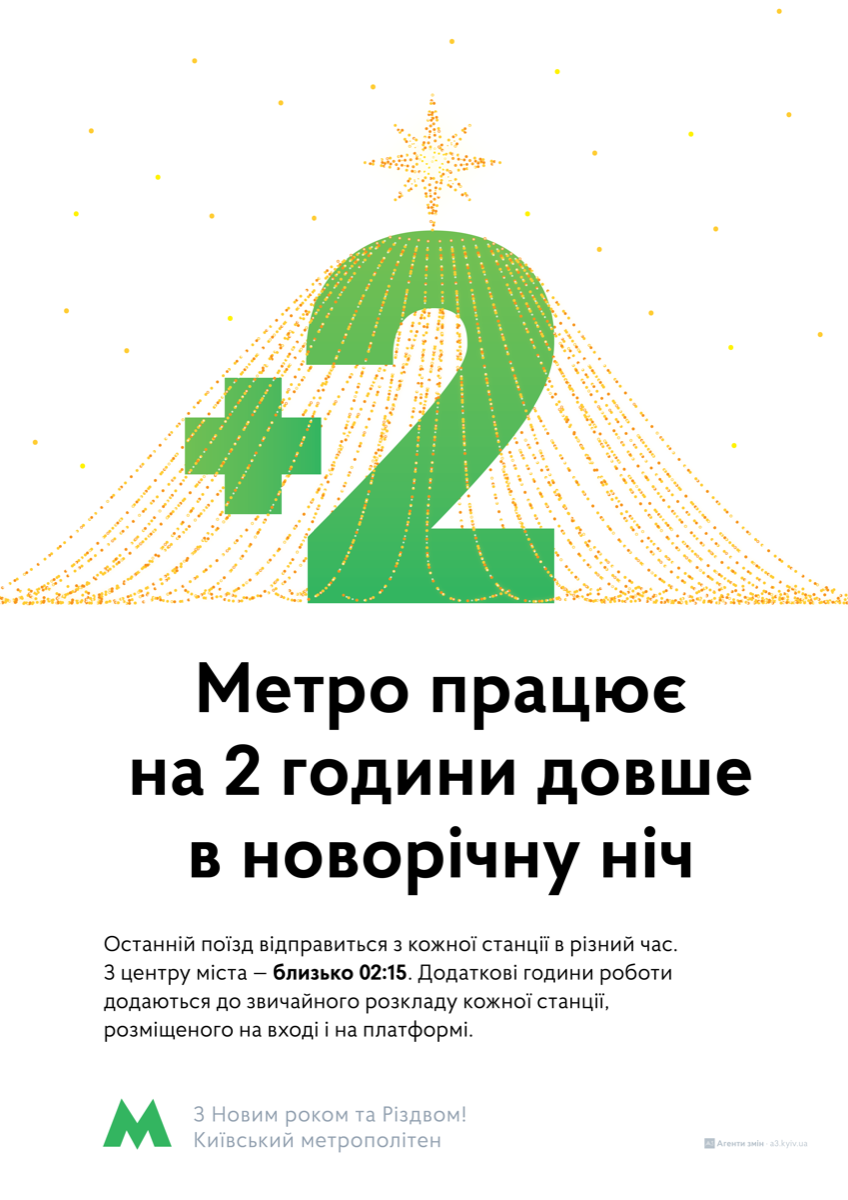 +2
Метро працює
на 2 години довше
в новорічну ніч
Останній поїзд відправиться з кожної станції в різний час.
З центру міста – близько 02:15. Додаткові години роботи
додаються до звичайного розкладу кожної станції,
розміщеного на вході і на платформі.
З Новим роком та Різдвом!
Київський метрополітен
А3 Агенти змін · a3.kyiv.ua